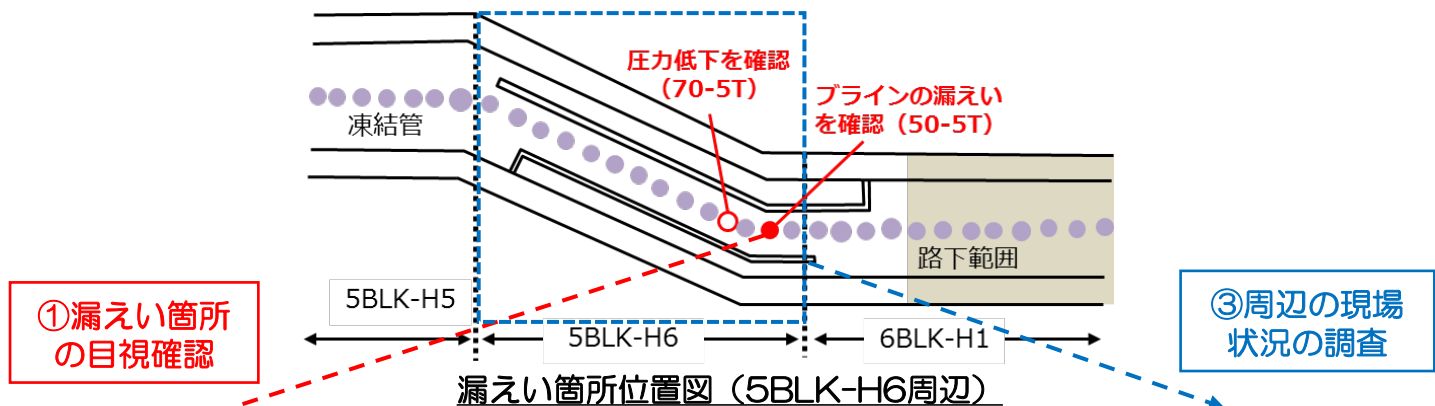 圧力低下を確認
（70-5T）
ブラインの漏えい
を確認（50-5T）
凍結管
路下範囲
5BLK-H5
5BLK-H6
6BLK-H1
①漏えい箇所
の目視確認
③周辺の現場
状況の調査
漏えい箇所位置図（5BLK-H6周辺）